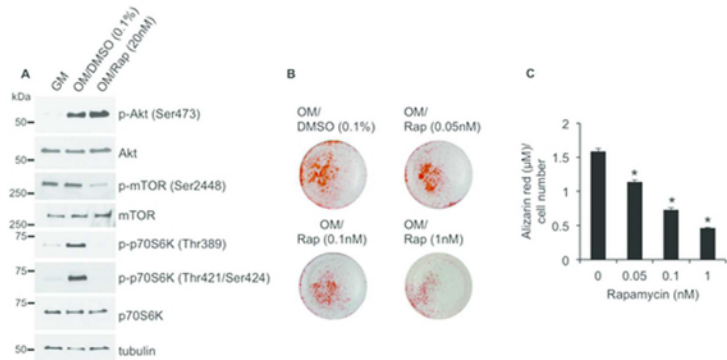 A
GM
OM/DMSO (0.1%)
OM/Rap (20nM)
kDa
50
p-Akt (Ser473)
50
Akt
250
p-mTOR (Ser2448)
250
mTOR
75
p-p70S6K (Thr389)
75
p-p70S6K (Thr421/Ser424)
75
p70S6K
50
tubulin
B
OM/
DMSO (0.1%)
OM/
Rap (0.05nM)
OM/
Rap (0.1nM)
OM/
Rap (1nM)
C
Alizarin red (µM)/
cell number
2
1.5
1
0.5
0
* * *
0 0.05 0.1 1
Rapamycin (nM)